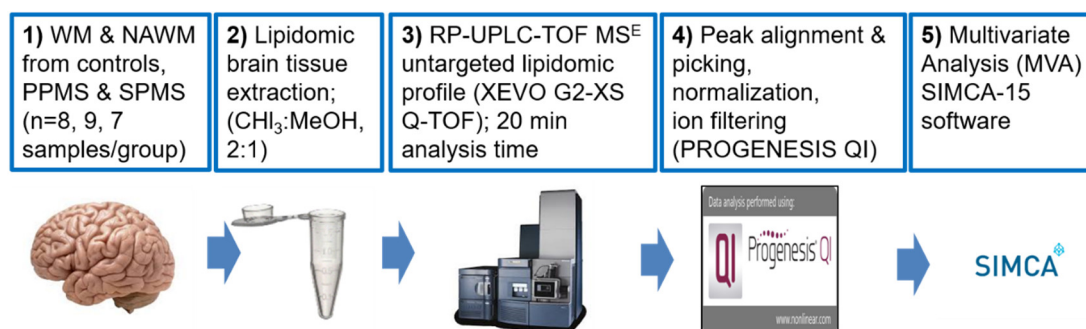 1) WM & NAWM
from controls,
PPMS & SPMS
(n=8, 9, 7
samples/group)
2) Lipidomic
brain tissue
extraction;
(CHI₃:MeOH,
2:1)
3) RP-UPLC-TOF MSᴱ
untargeted lipidomic
profile (XEVO G2-XS
Q-TOF); 20 min
analysis time
4) Peak alignment &
picking,
normalization,
ion filtering
(PROGENESIS QI)
5) Multivariate
Analysis (MVA)
SIMCA-15
software
Data analysis performed using:
QI Progenesis QI
www.nonlinear.com
SIMCA